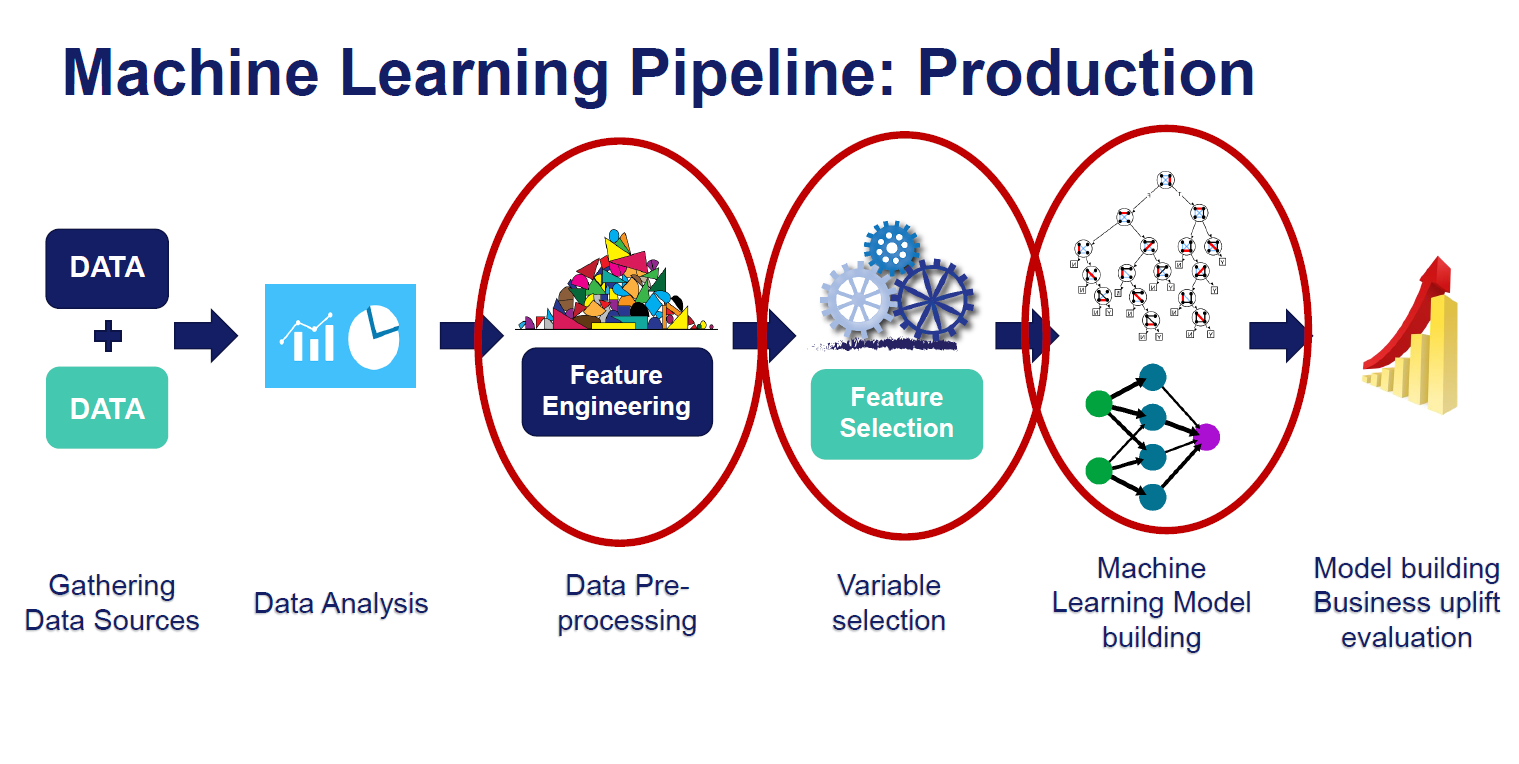 Machine Learning Pipeline: Production
DATA
DATA
Feature
Engineering
Feature
Selection
Gathering
Data Sources
Data Analysis
Data Pre-
processing
Variable
selection
Machine
Learning Model
building
Model building
Business uplift
evaluation